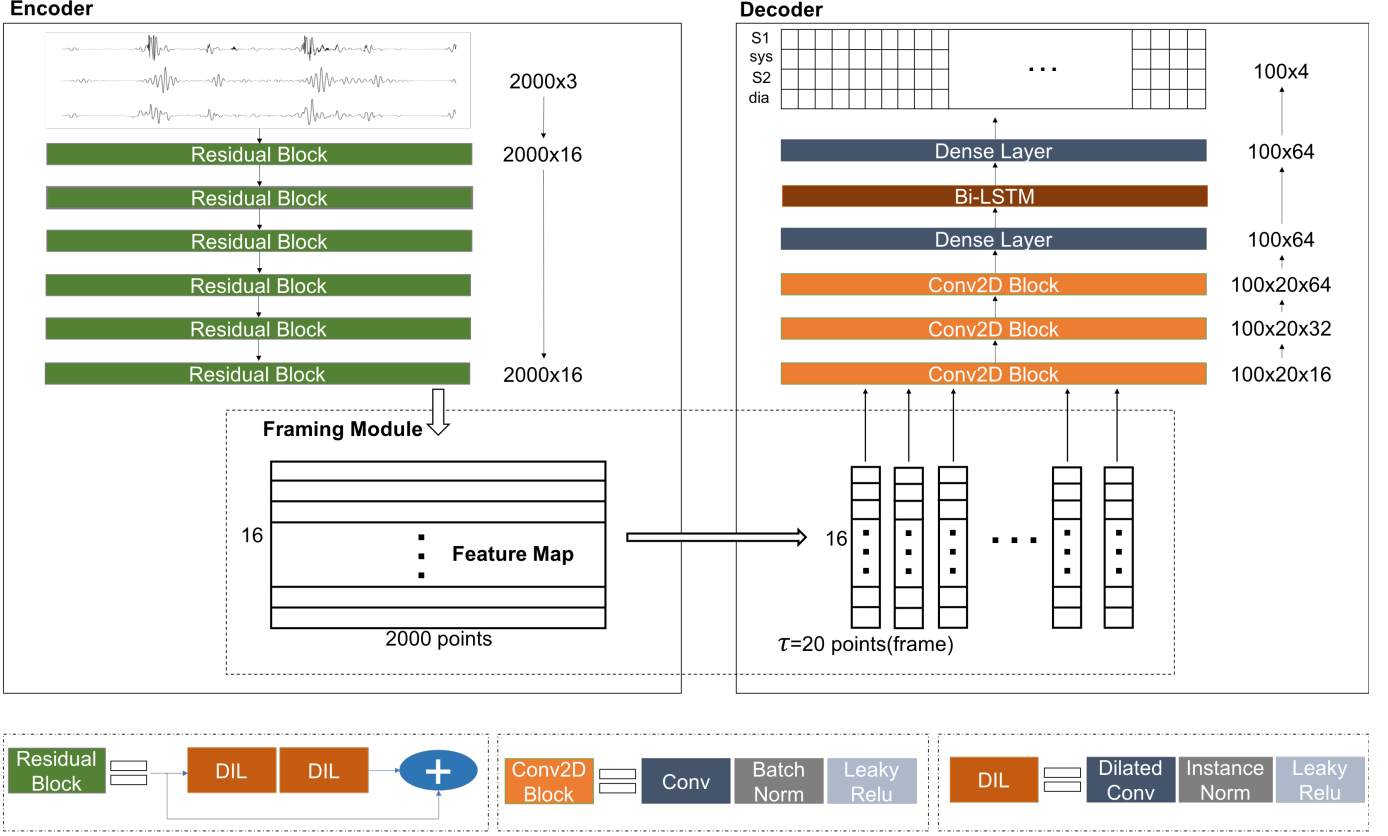 Encoder
2000x3
Residual Block
2000x16
Residual Block
Residual Block
Residual Block
Residual Block
Residual Block
2000x16
Decoder
S1
sys
S2
dia
...
100x4
Dense Layer
100x64
Bi-LSTM
Dense Layer
100x64
Conv2D Block
100x20x64
Conv2D Block
100x20x32
Conv2D Block
100x20x16
Framing Module
16
Feature Map
2000 points
16
...
τ=20 points(frame)
Residual
Block
DIL
DIL
+
Conv2D
Block
Conv
Batch
Norm
Leaky
Relu
DIL
Dilated
Conv
Instance
Norm
Leaky
Relu